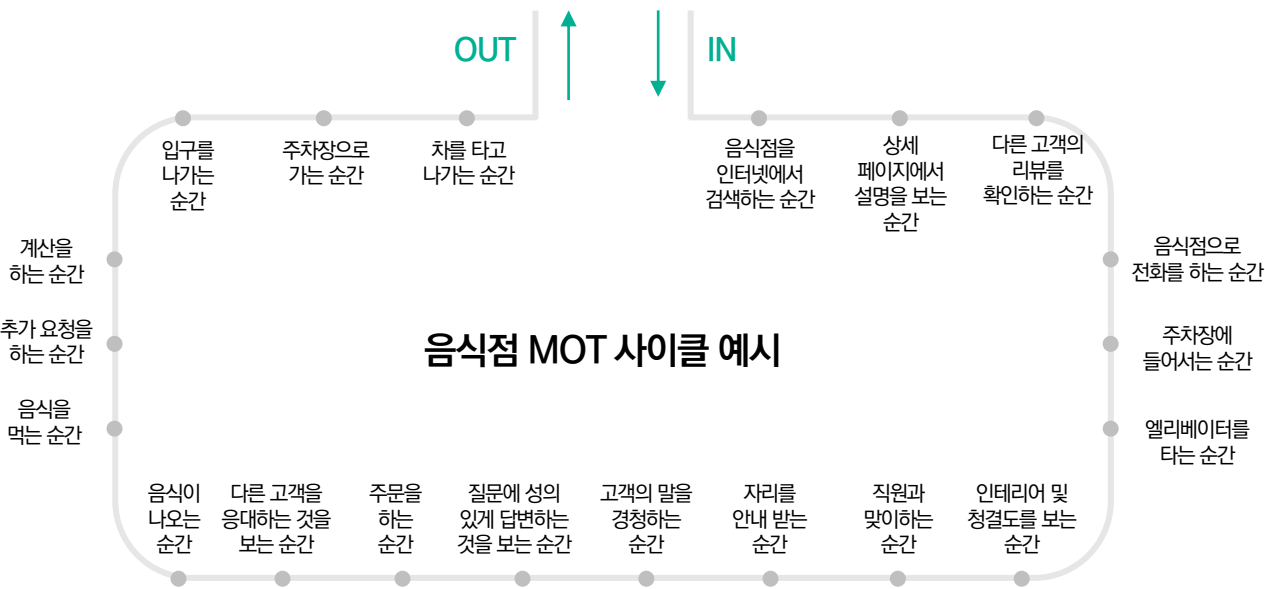 OUT
IN
음식점을
인터넷에서
검색하는 순간
상세
페이지에서
설명을 보는
순간
다른 고객의
리뷰를
확인하는 순간
음식점으로
전화를 하는 순간
주차장에
들어서는 순간
엘리베이터를
타는 순간
인테리어 및
청결도를 보는
순간
직원과
맞이하는
순간
자리를
안내 받는
순간
고객의 말을
경청하는
순간
질문에 성의
있게 답변하는
것을 보는 순간
주문을
하는
순간
다른 고객을
응대하는 것을
보는 순간
음식이
나오는
순간
음식을
먹는 순간
추가 요청을
하는 순간
계산을
하는 순간
입구를
나가는
순간
주차장으로
가는 순간
차를 타고
나가는 순간
음식점 MOT 사이클 예시